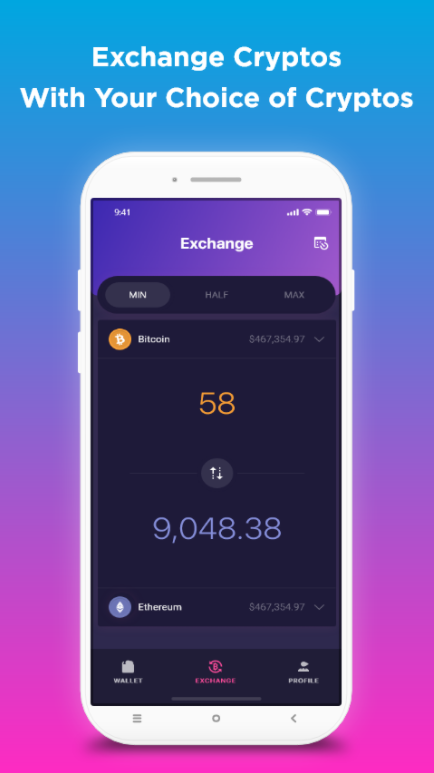 Exchange Cryptos
With Your Choice of Cryptos
9:41
Exchange
MIN HALF MAX
Bitcoin $467,354.97
58
9,048.38
Ethereum $467,354.97
WALLET EXCHANGE PROFILE